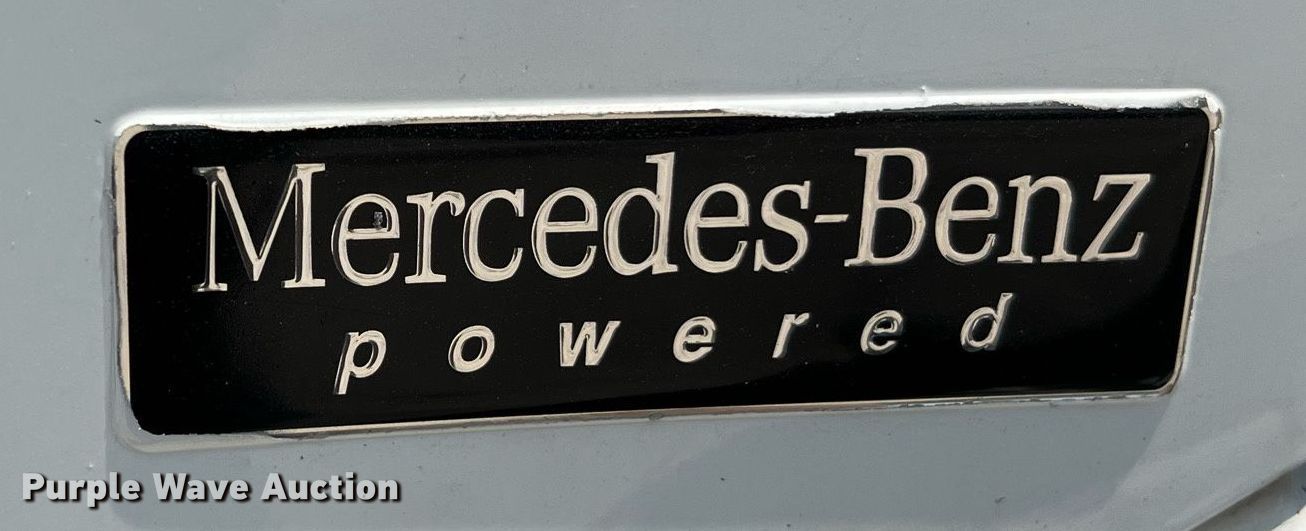 Mercedes-Benz
powered
Purple Wave Auction